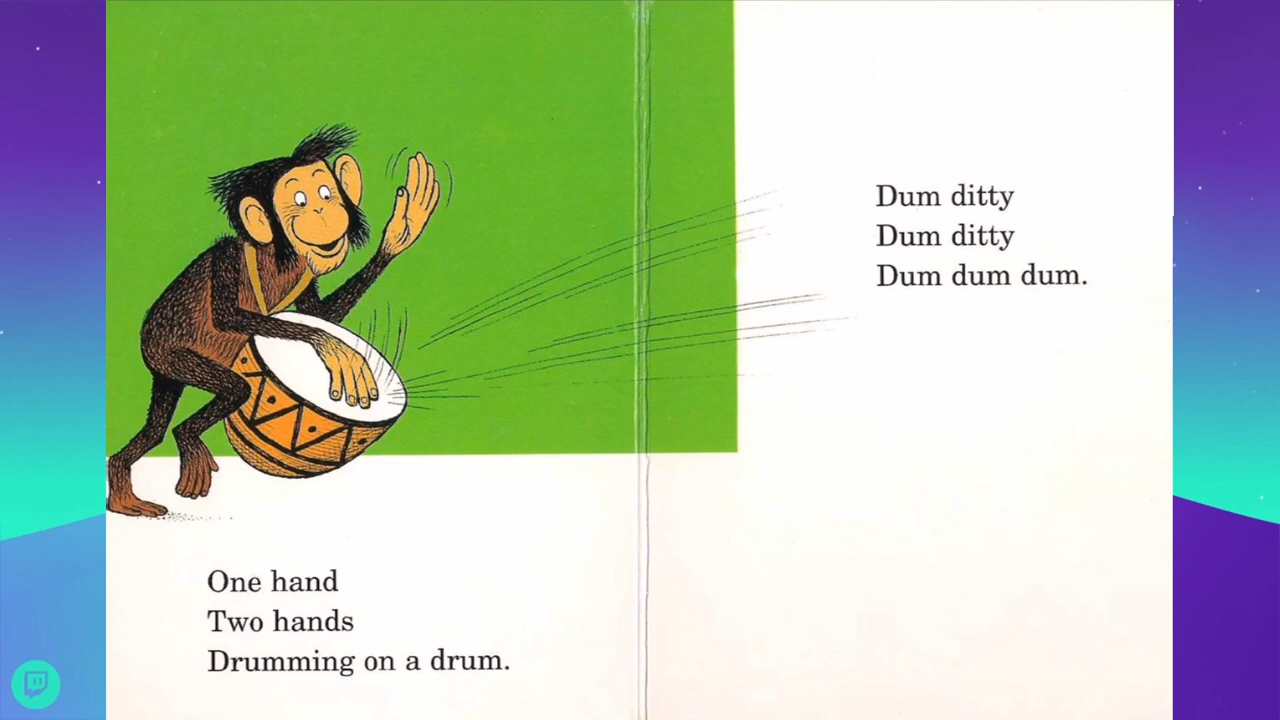 One hand
Two hands
Drumming on a drum.
Dum ditty
Dum ditty
Dum dum dum.